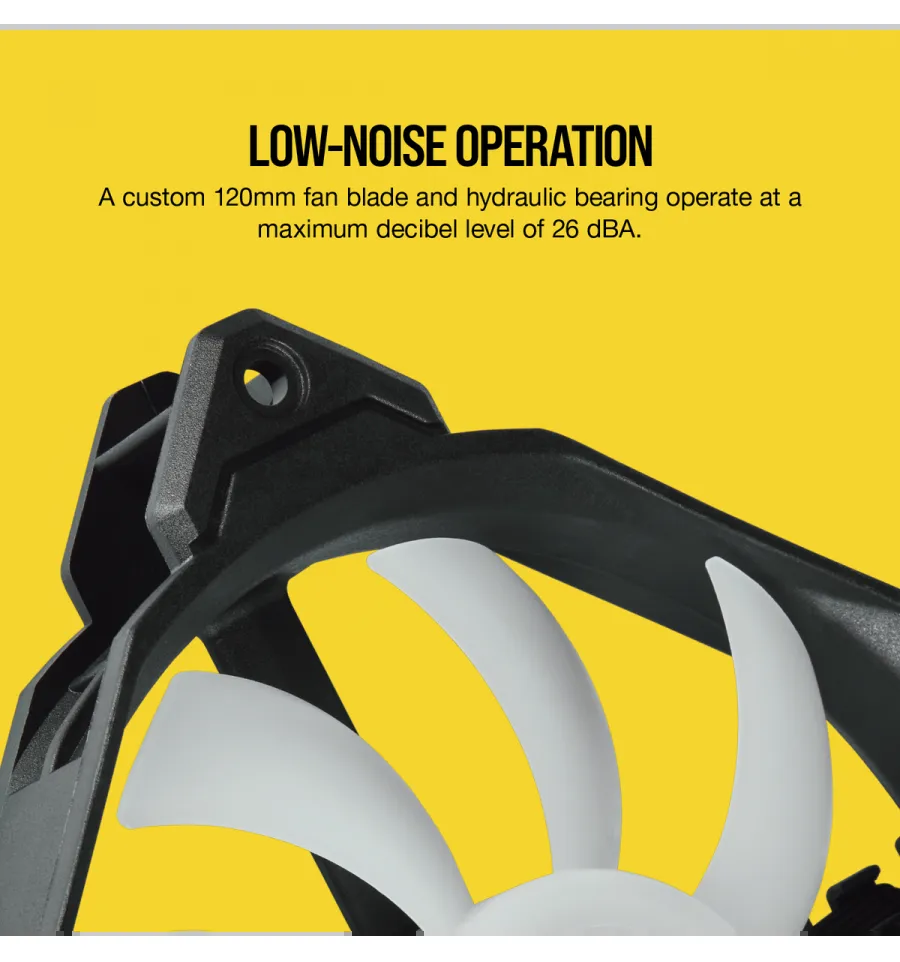 LOW-NOISE OPERATION
A custom 120mm fan blade and hydraulic bearing operate at a
maximum decibel level of 26 dBA.